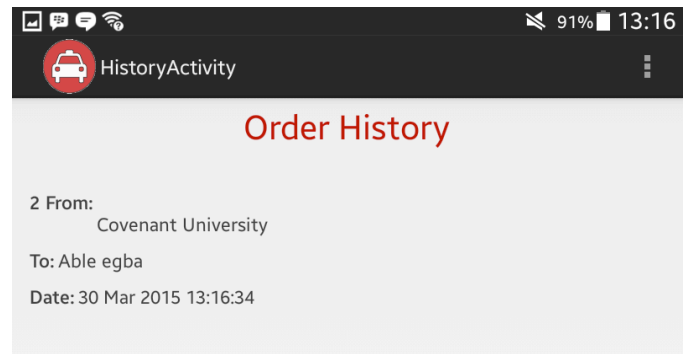 91% 13:16
HistoryActivity
Order History
2 From:
Covenant University
To: Able egba
Date: 30 Mar 2015 13:16:34